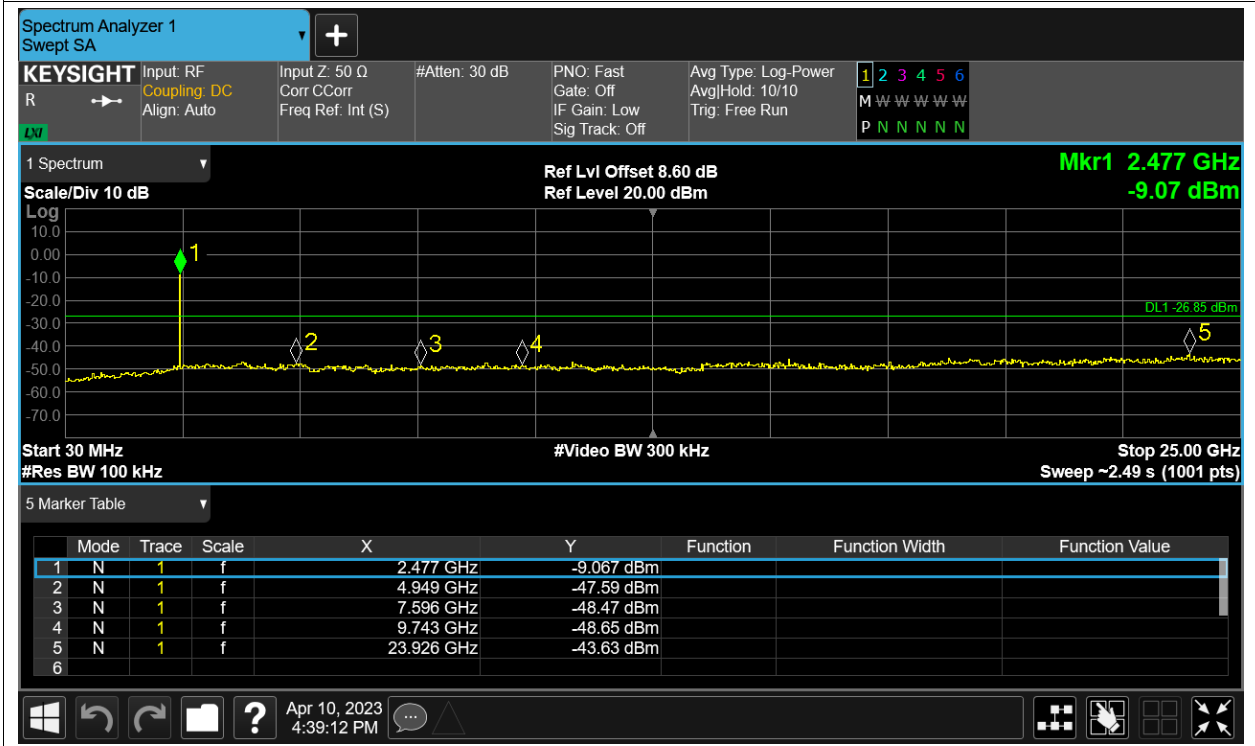 Spectrum Analyzer 1
Swept SA
KEYSIGHT
R
LXI
Input: RF
Coupling: DC
Align: Auto
Input Z: 50 Ω
Corr CCorr
Freq Ref: Int (S)
#Atten: 30 dB
PNO: Fast
Gate: Off
IF Gain: Low
Sig Track: Off
Avg Type: Log-Power
Avg|Hold: 10/10
Trig: Free Run
1 2 3 4 5 6
M W W W W W
P N N N N N
1 Spectrum
Scale/Div 10 dB
Ref Lvl Offset 8.60 dB
Ref Level 20.00 dBm
Mkr1 2.477 GHz
-9.07 dBm
Log
10.0
0.00
-10.0
-20.0
-30.0
-40.0
-50.0
-60.0
-70.0
1
2
3
4
5
DL1 -26.85 dBm
Start 30 MHz
#Video BW 300 kHz
Stop 25.00 GHz
#Res BW 100 kHz
Sweep ~2.49 s (1001 pts)
5 Marker Table
Mode Trace Scale X Y Function Function Width Function Value
1 N 1 f 2.477 GHz -9.067 dBm
2 N 1 f 4.949 GHz -47.59 dBm
3 N 1 f 7.596 GHz -48.47 dBm
4 N 1 f 9.743 GHz -48.65 dBm
5 N 1 f 23.926 GHz -43.63 dBm
6
?
Apr 10, 2023
4:39:12 PM